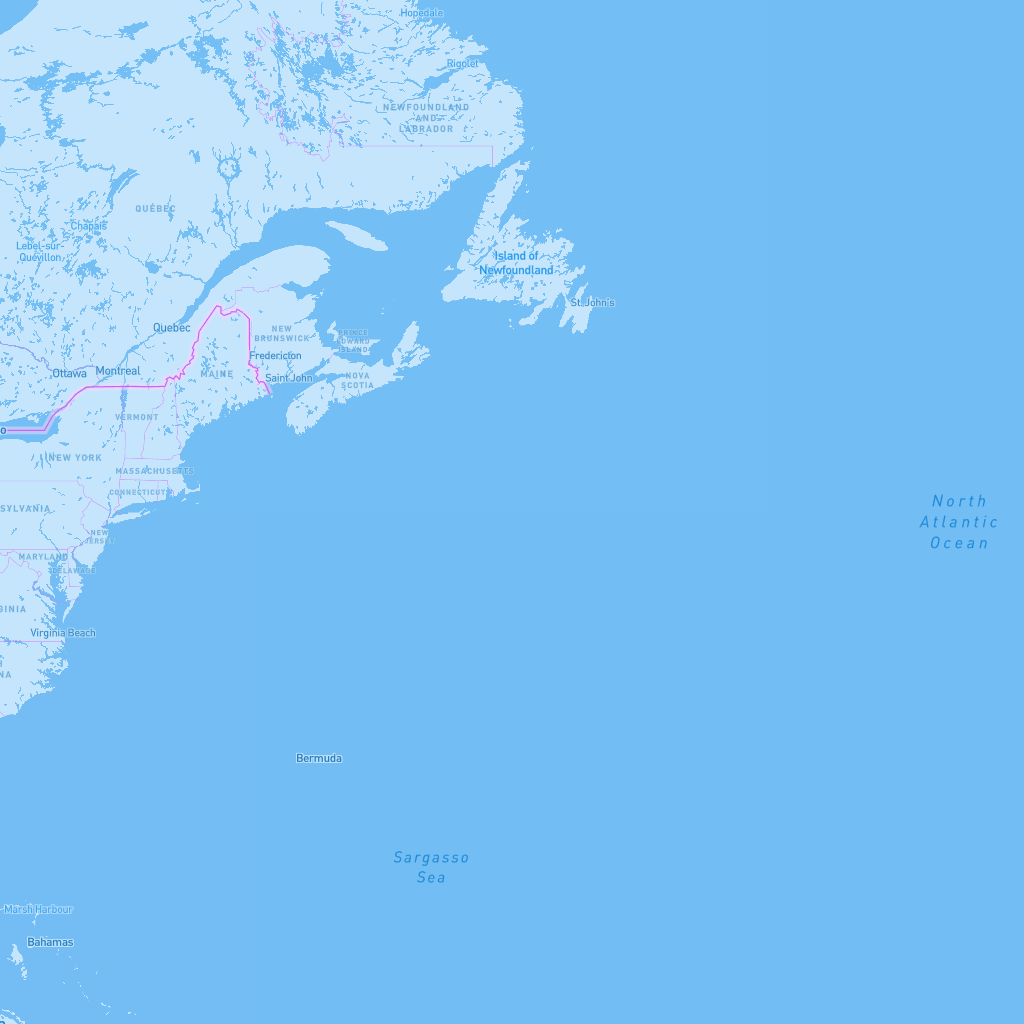 Hopedale
Rigolet
NEWFOUNDLAND
AND
LABRADOR
QUÉBEC
Chapais
Lebel-sur-
Quévillon
Island of
Newfoundland
St. John's
Quebec
NEW
BRUNSWICK
PRINCE
EDWARD
ISLAND
Fredericton
Ottawa
Montreal
MAINE
Saint John
NOVA
SCOTIA
VERMONT
o
NEW YORK
MASSACHUSETTS
CONNECTICUT
SYLVANIA
NEW
JERSEY
MARYLAND
DELAWARE
North
Atlantic
Ocean
GINIA
Virginia Beach
H
NA
Bermuda
Sargasso
Sea
Marsh Harbour
Bahamas